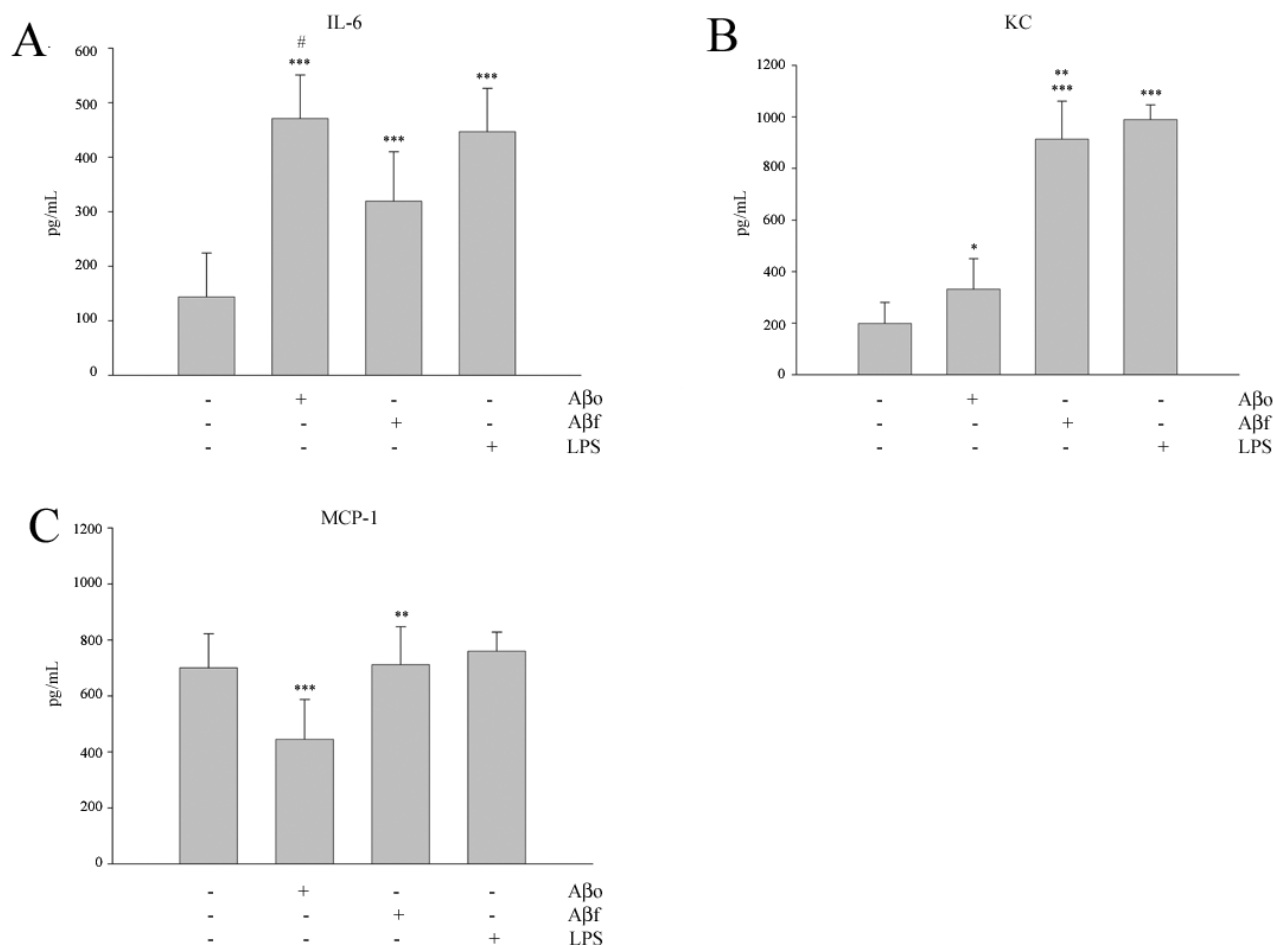 A
IL-6
600
500
400
300
200
100
0
pg/mL
#
***
***
***
- + - - Aβo
- - + - Aβf
- - - + LPS
B
KC
1200
1000
800
600
400
200
0
pg/mL
*
**
***
***
- + - - Aβo
- - + - Aβf
- - - + LPS
C
MCP-1
1200
1000
800
600
400
200
0
pg/mL
***
**
- + - - Aβo
- - + - Aβf
- - - + LPS